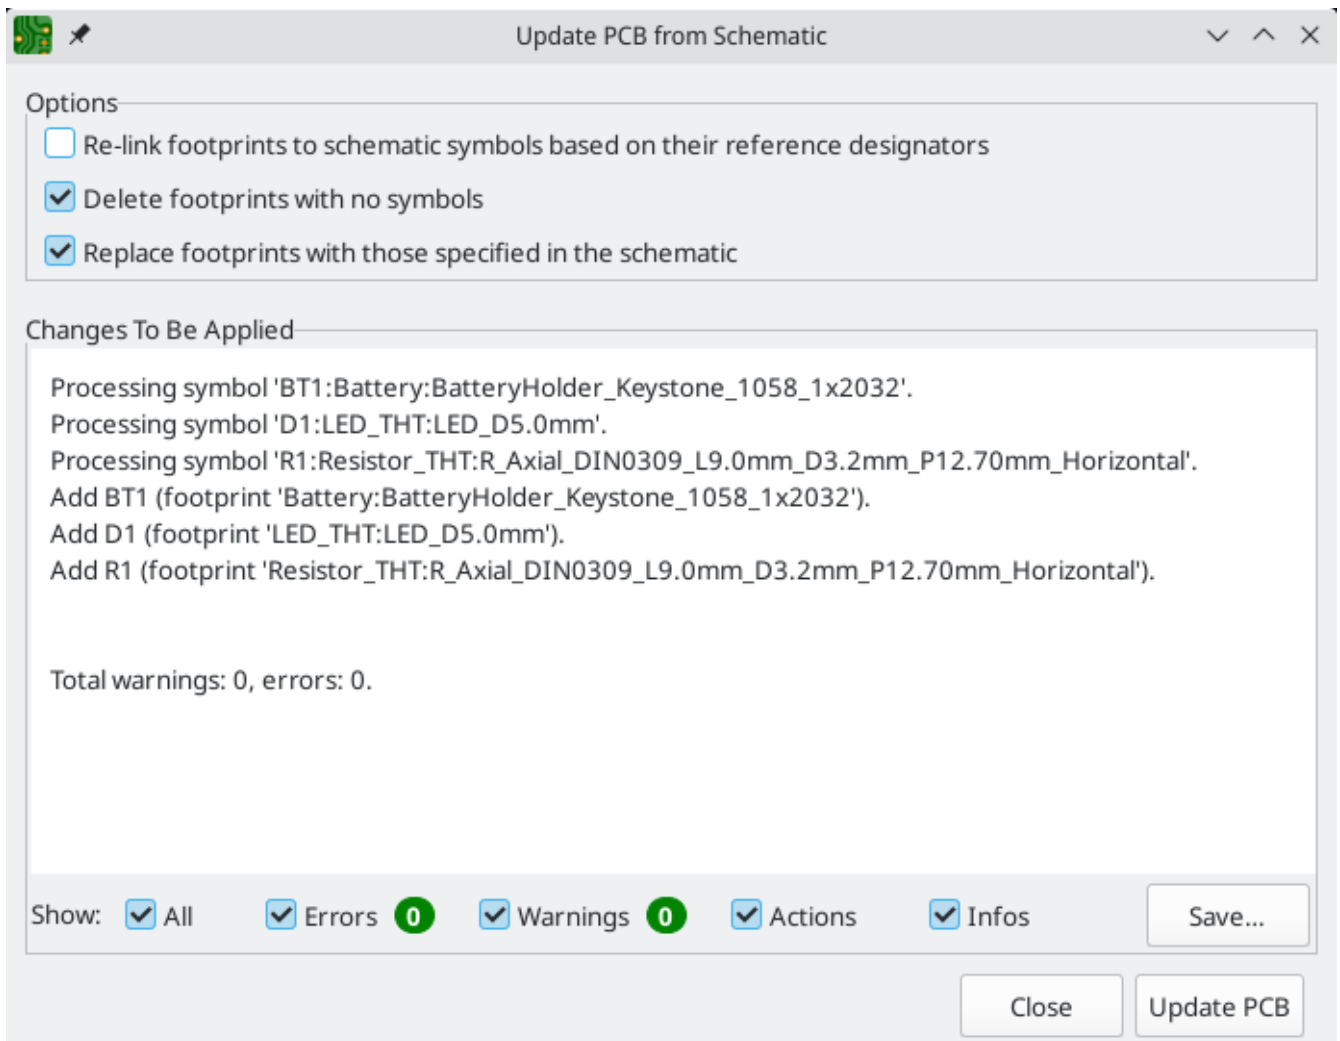 Update PCB from Schematic
Options
Re-link footprints to schematic symbols based on their reference designators
Delete footprints with no symbols
Replace footprints with those specified in the schematic
Changes To Be Applied
Processing symbol 'BT1:Battery:BatteryHolder_Keystone_1058_1x2032'.
Processing symbol 'D1:LED_THT:LED_D5.0mm'.
Processing symbol 'R1:Resistor_THT:R_Axial_DIN0309_L9.0mm_D3.2mm_P12.70mm_Horizontal'.
Add BT1 (footprint 'Battery:BatteryHolder_Keystone_1058_1x2032').
Add D1 (footprint 'LED_THT:LED_D5.0mm').
Add R1 (footprint 'Resistor_THT:R_Axial_DIN0309_L9.0mm_D3.2mm_P12.70mm_Horizontal').
Total warnings: 0, errors: 0.
Show: All Errors 0 Warnings 0 Actions Infos Save...
Close Update PCB